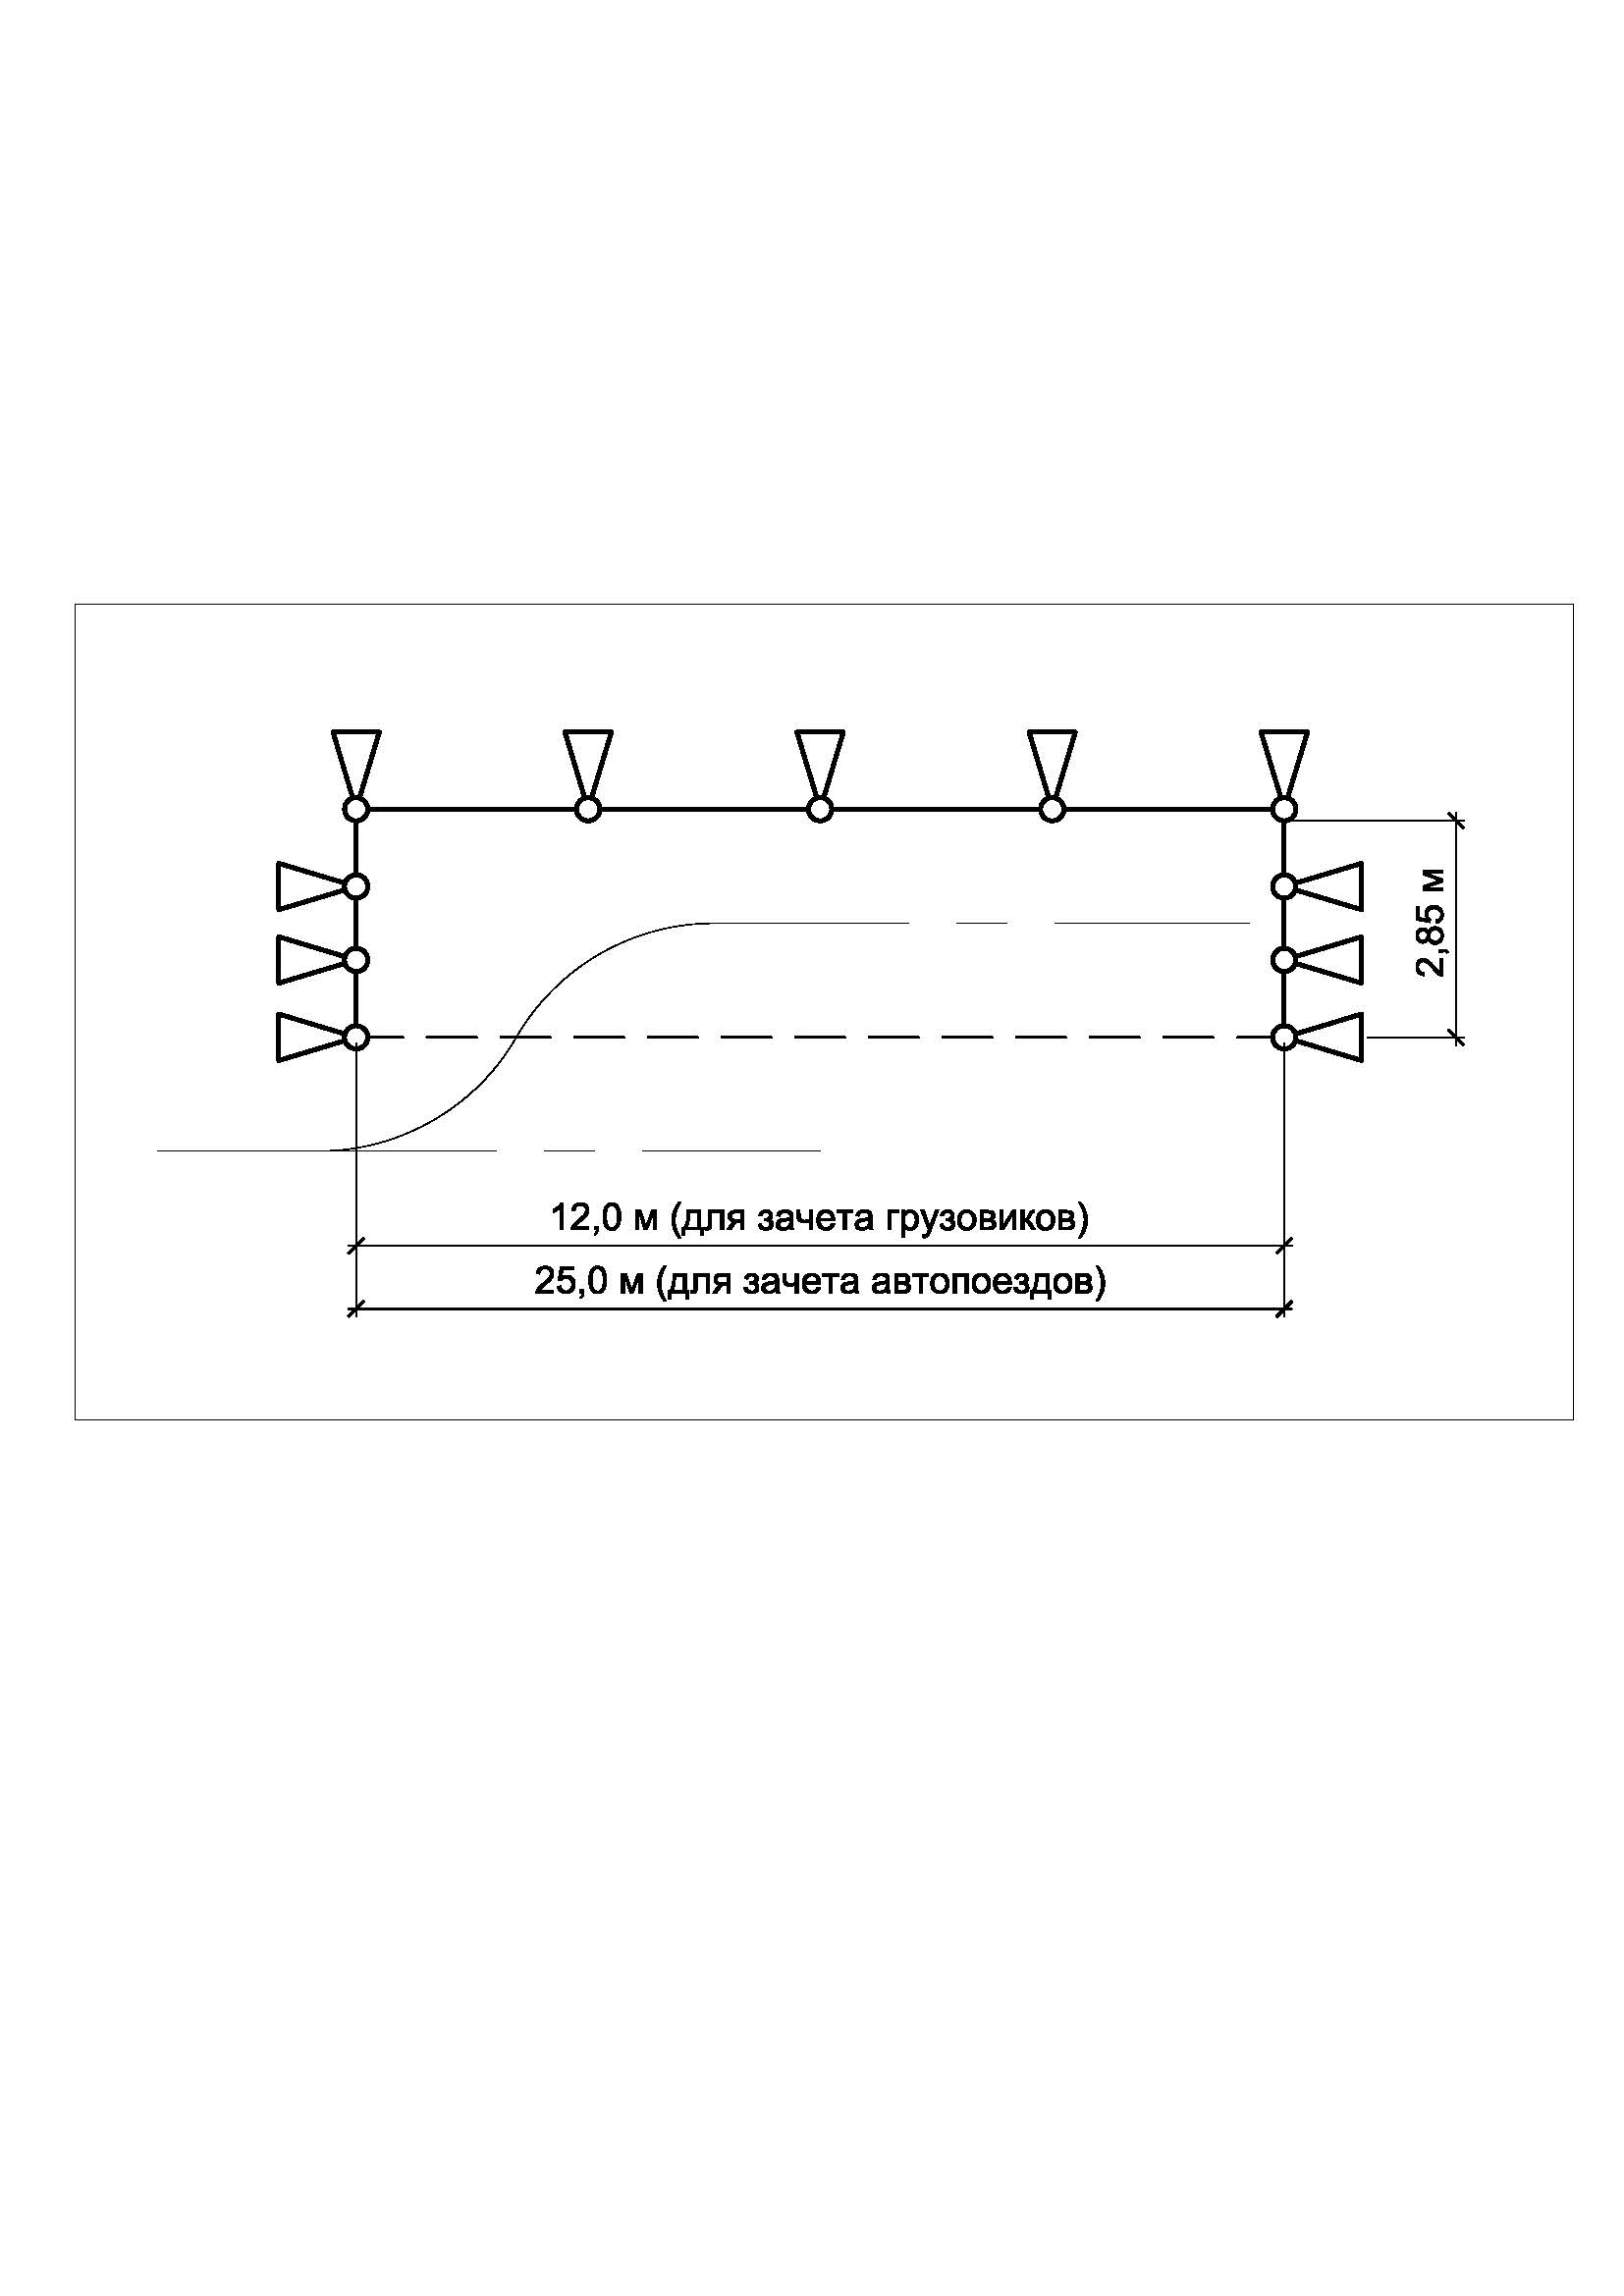 2,85 м
12,0 м (для зачета грузовиков)
25,0 м (для зачета автопоездов)